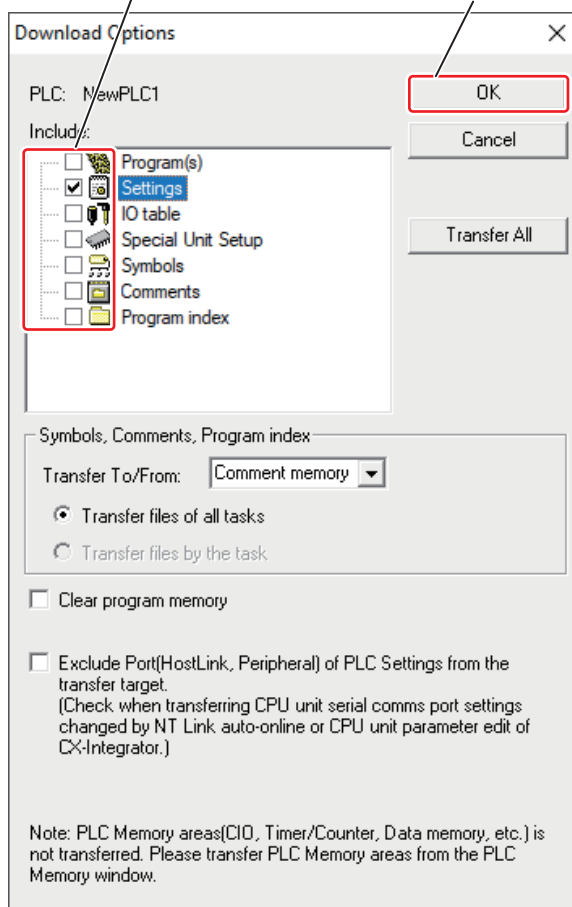 Download Options
PLC: NewPLC1
OK
Include:
Cancel
Program(s)
Settings
IO table
Special Unit Setup
Transfer All
Symbols
Comments
Program index
Symbols, Comments, Program index
Transfer To/From: Comment memory
Transfer files of all tasks
Transfer files by the task
Clear program memory
Exclude Port(HostLink, Peripheral) of PLC Settings from the
transfer target.
(Check when transferring CPU unit serial comms port settings
changed by NT Link auto-online or CPU unit parameter edit of
CX-Integrator.)
Note: PLC Memory areas(CIO, Timer/Counter, Data memory, etc.) is
not transferred. Please transfer PLC Memory areas from the PLC
Memory window.